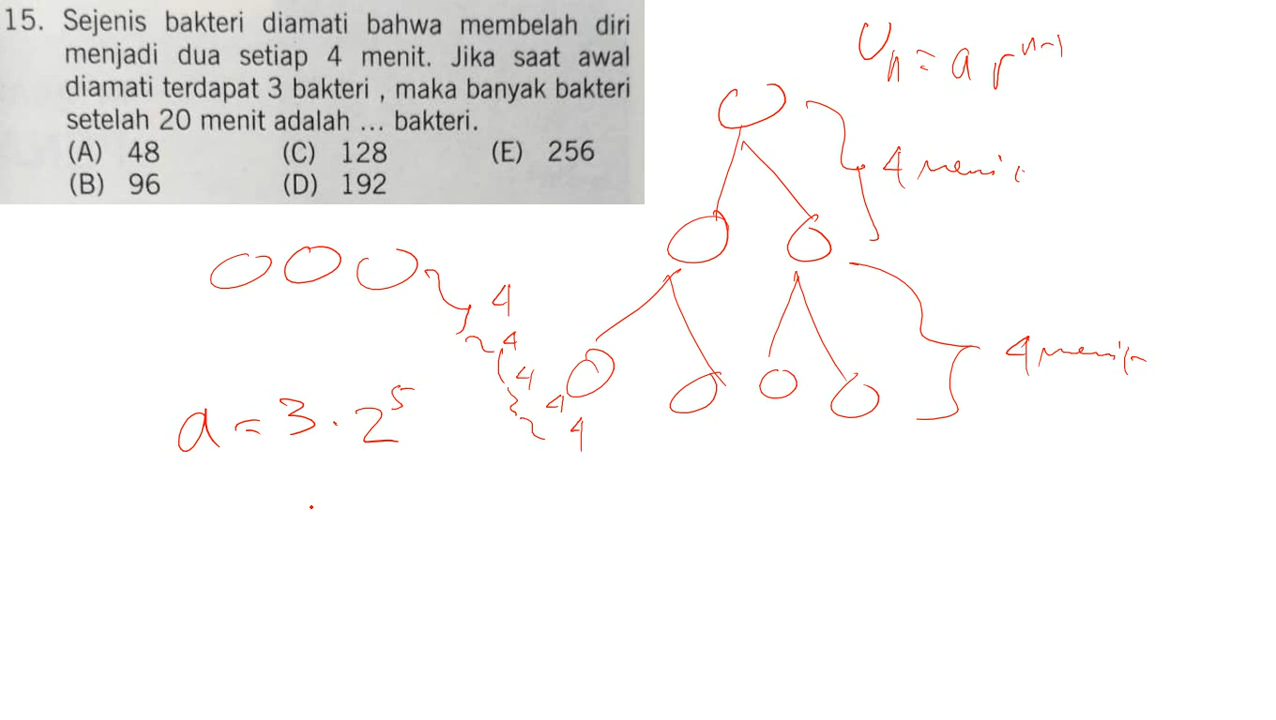 15. Sejenis bakteri diamati bahwa membelah diri
menjadi dua setiap 4 menit. Jika saat awal
diamati terdapat 3 bakteri , maka banyak bakteri
setelah 20 menit adalah ... bakteri.
(A) 48 (C) 128 (E) 256
(B) 96 (D) 192
Un = a r^n-1
4 menit
4
4
4
4
4
4 menit
a = 3 . 2^5